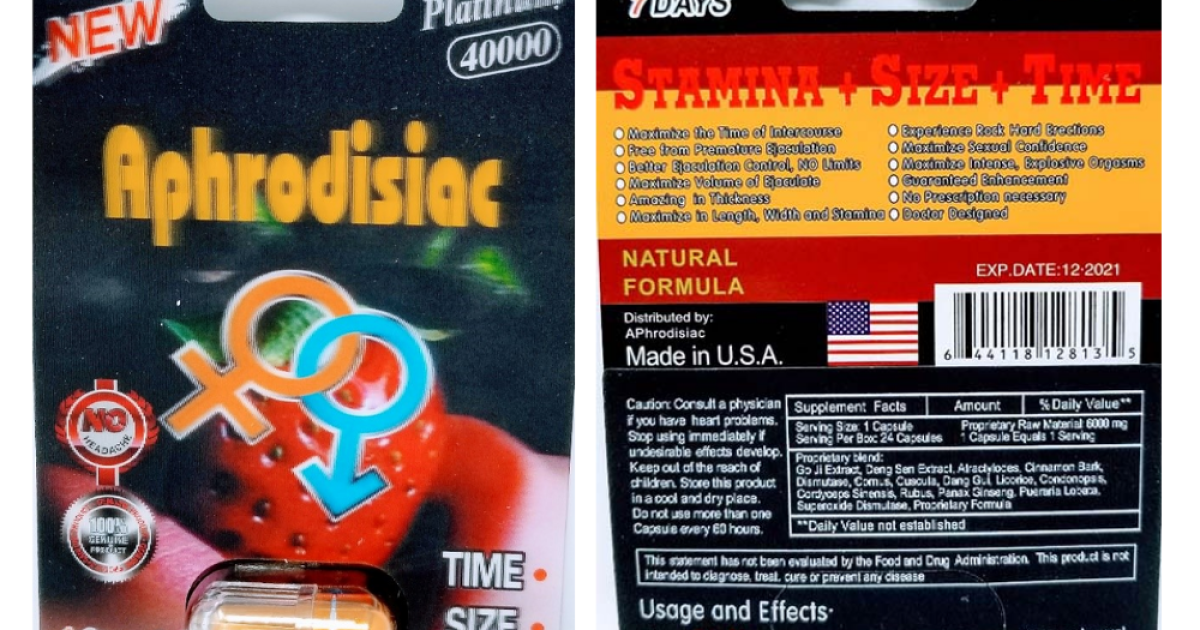 NEW
Platinum
40000
Aphrodisiac
NO
HEADACHE
100%
GENUINE
PRODUCT
TIME
SIZE
7 DAYS
STAMINA + SIZE + TIME
Maximize the Time of Intercourse
Free from Premature Ejaculation
Better Ejaculation Control, NO Limits
Maximize Volume of Ejaculate
Amazing in Thickness
Maximize in Length, Width and Stamina
Experience Rock Hard Erections
Maximize Sexual Confidence
Maximize Intense, Explosive Orgasms
Guaranteed Enhancement
No Prescription necessary
Doctor Designed
NATURAL
FORMULA
EXP.DATE:12·2021
Distributed by:
APhrodisiac
Made in U.S.A.
6 44118 12813 5
Caution: Consult a physician
if you have heart problems.
Stop using immediately if
undesirable effects develop.
Keep out of the reach of
children. Store this product
in a cool and dry place.
Do not use more than one
Capsule every 60 hours.
Supplement Facts Amount %Daily Value**
Serving Size: 1 Capsule Proprietary Raw Material 6000 mg
Serving Per Box: 24 Capsules 1 Capsule Equals 1 Serving
Proprietary blend:
Go Ji Extract, Deng Sen Extract, Atractyloces, Cinnamon Bark,
Dismutase, Cornus, Cuscula, Dang Gui, Licorice, Condonopsis,
Cordyceps Sinensis, Rubus, Panax Ginseng, Pueraria Lobata,
Superoxide Dismutase, Proprietary Formula
**Daily Value not established
This statement has not been evaluated by the Food and Drug Administration. This product is not
intended to diagnose, treat, cure or prevent any disease
Usage and Effects·